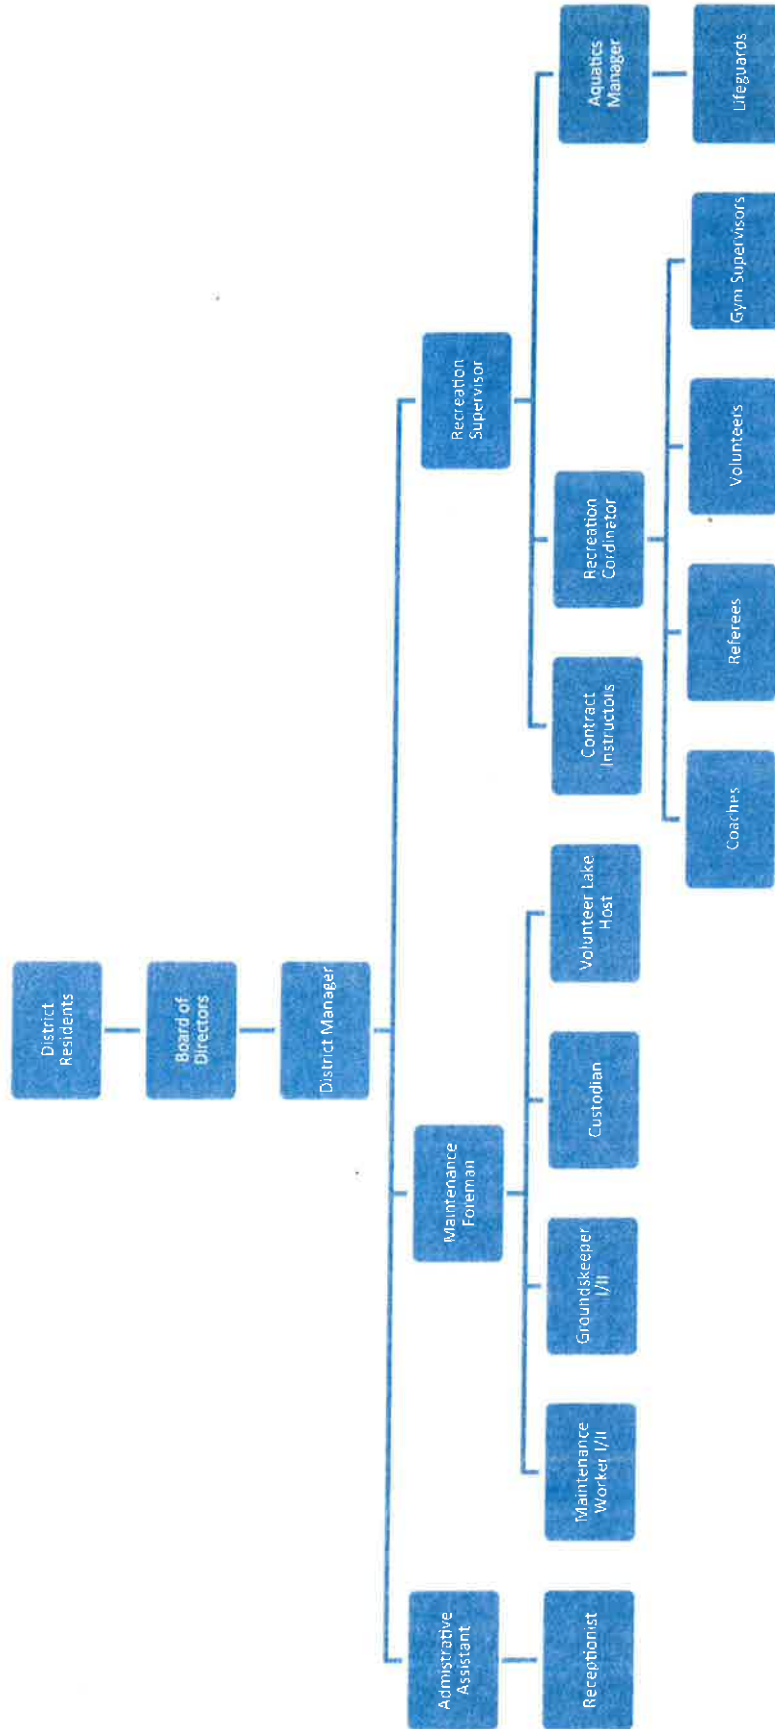 District
Residents
Board of
Directors
District Manager
Admistrative
Assistant
Maintenance
Foreman
Recreation
Supervisor
Receptionist
Maintenance
Worker I/II
Groundskeeper
I/II
Custodian
Volunteer Lake
Host
Contract
Instructors
Recreation
Cordinator
Aquatics
Manager
Coaches
Referees
Volunteers
Gym Supervisors
Lifeguards